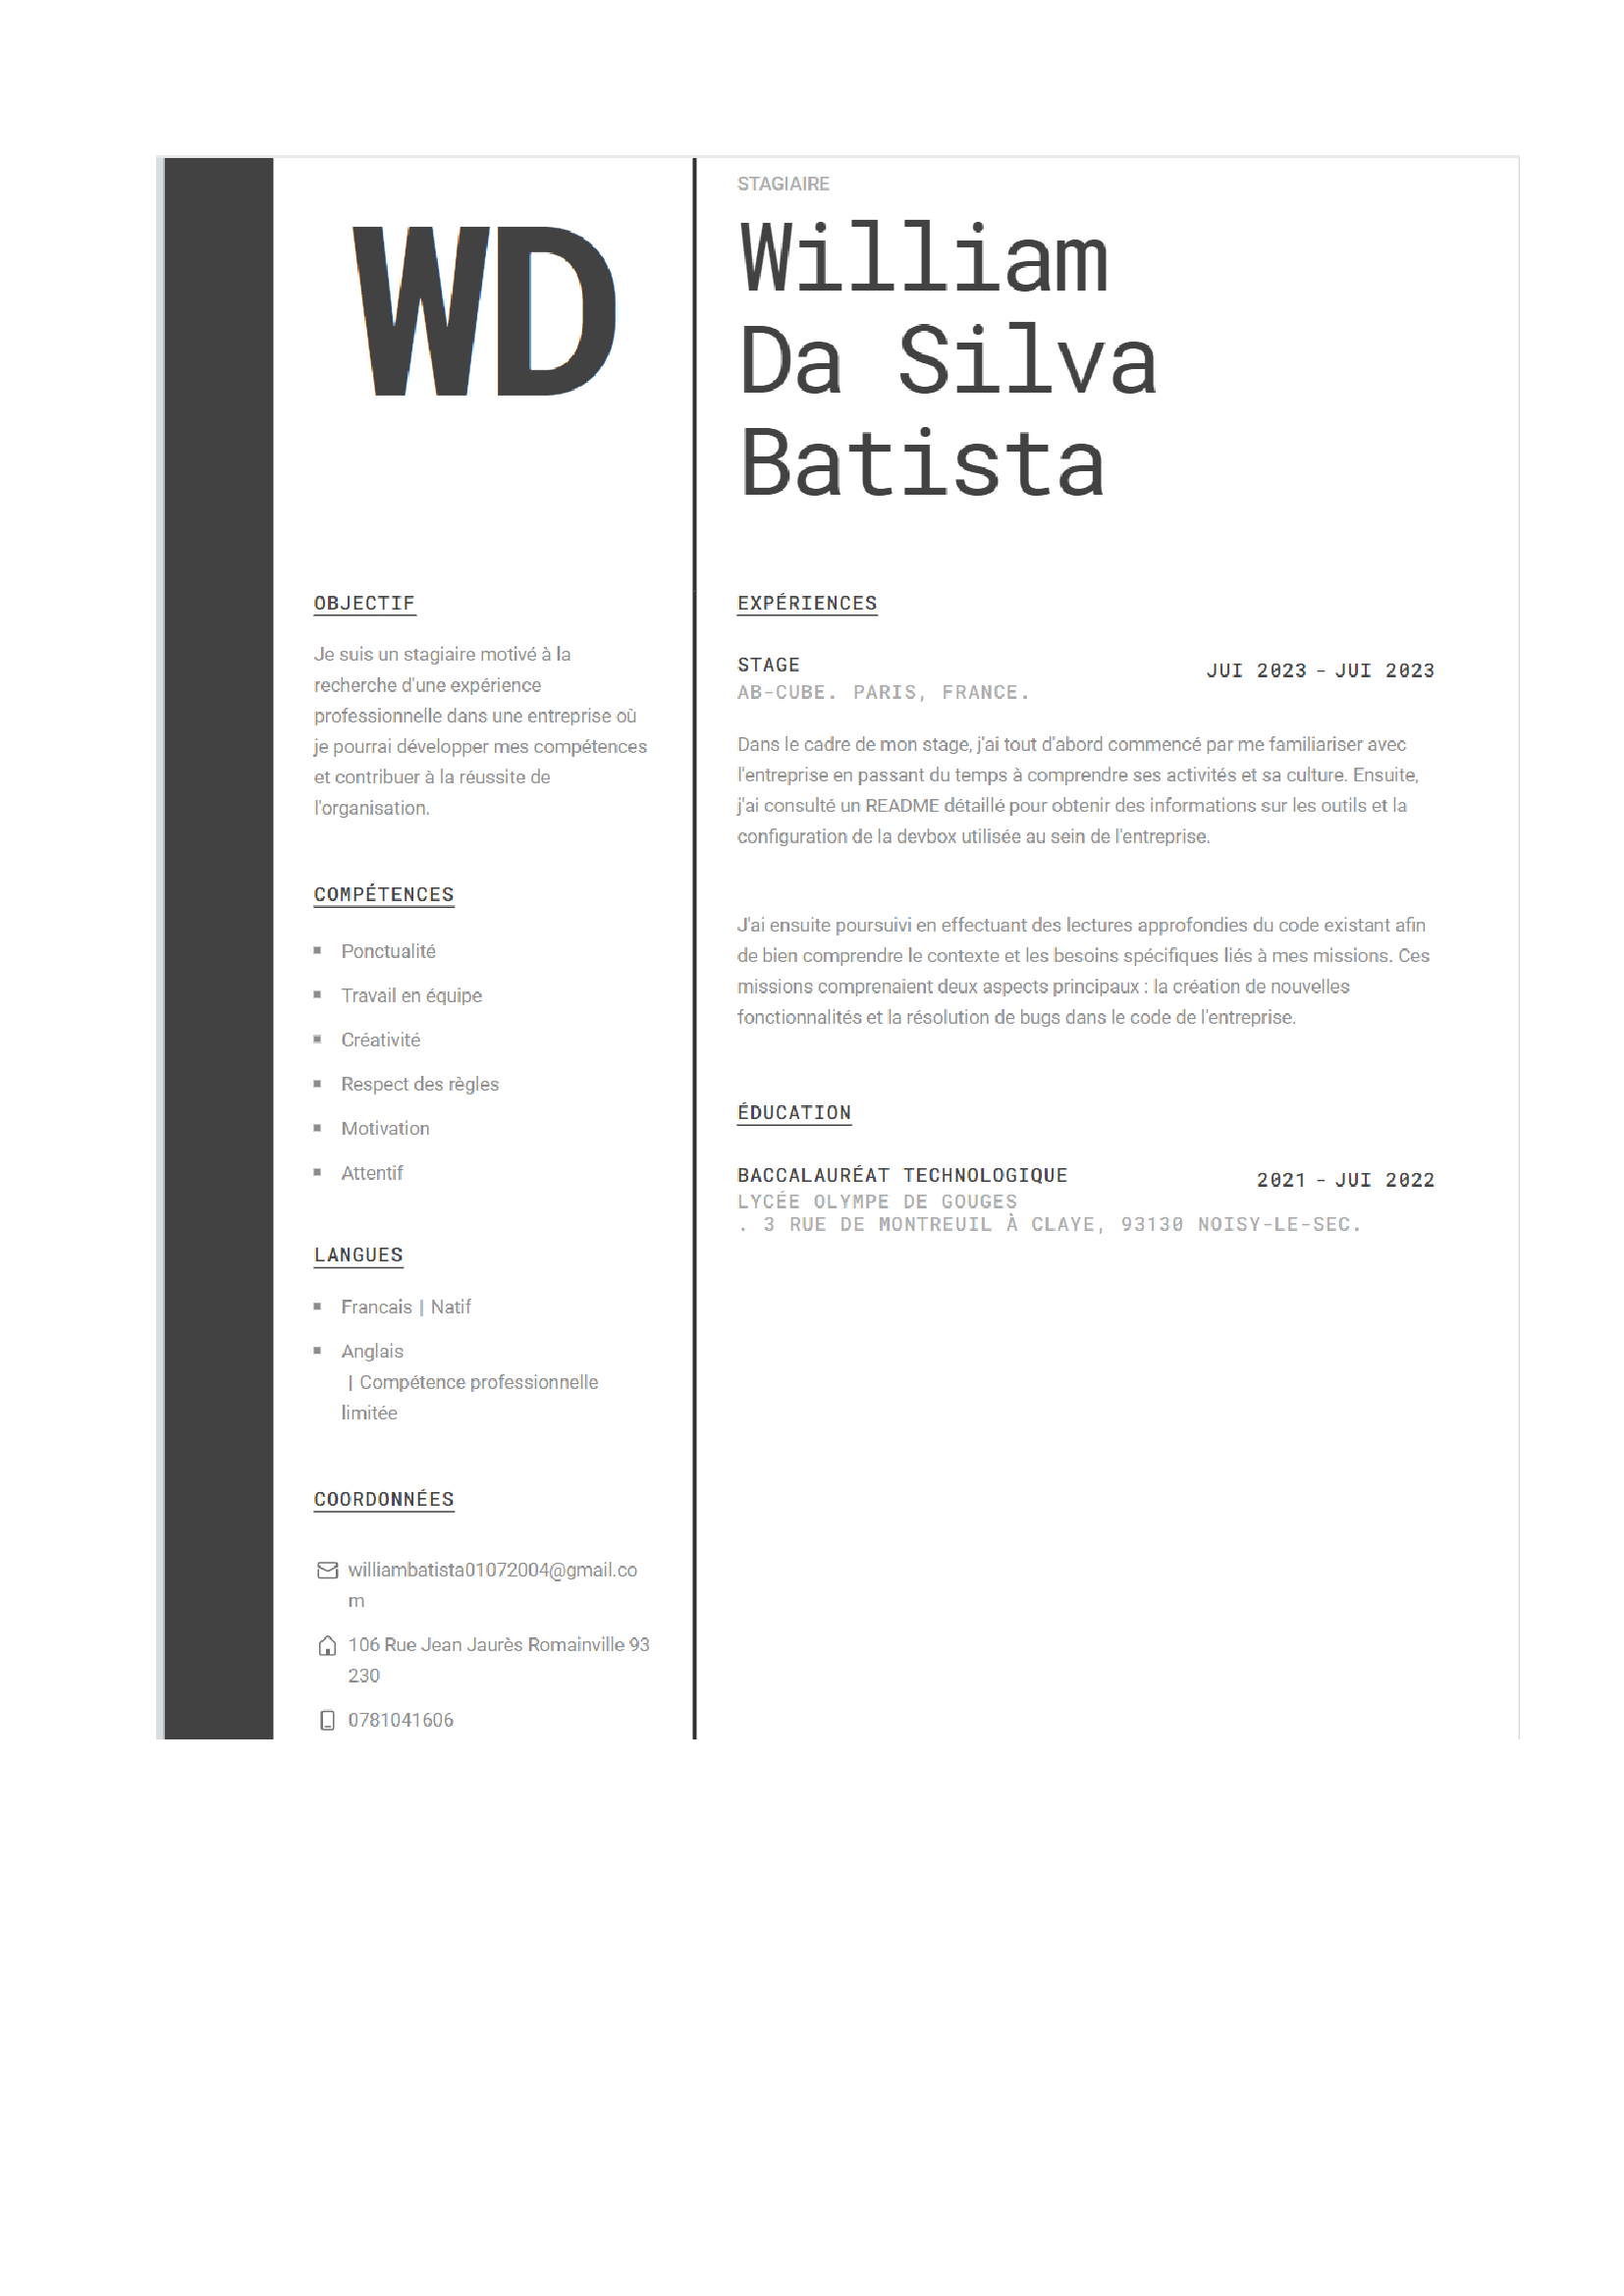 WD
STAGIAIRE
William
Da Silva
Batista
OBJECTIF
Je suis un stagiaire motivé à la
recherche d'une expérience
professionnelle dans une entreprise où
je pourrai développer mes compétences
et contribuer à la réussite de
l'organisation.
COMPÉTENCES
Ponctualité
Travail en équipe
Créativité
Respect des règles
Motivation
Attentif
LANGUES
Francais | Natif
Anglais
| Compétence professionnelle
limitée
COORDONNÉES
williambatista01072004@gmail.co
m
106 Rue Jean Jaurès Romainville 93
230
0781041606
EXPÉRIENCES
STAGE
JUI 2023 - JUI 2023
AB-CUBE. PARIS, FRANCE.
Dans le cadre de mon stage, j'ai tout d'abord commencé par me familiariser avec
l'entreprise en passant du temps à comprendre ses activités et sa culture. Ensuite,
j'ai consulté un README détaillé pour obtenir des informations sur les outils et la
configuration de la devbox utilisée au sein de l'entreprise.
J'ai ensuite poursuivi en effectuant des lectures approfondies du code existant afin
de bien comprendre le contexte et les besoins spécifiques liés à mes missions. Ces
missions comprenaient deux aspects principaux : la création de nouvelles
fonctionnalités et la résolution de bugs dans le code de l'entreprise.
ÉDUCATION
BACCALAURÉAT TECHNOLOGIQUE
2021 - JUI 2022
LYCÉE OLYMPE DE GOUGES
. 3 RUE DE MONTREUIL À CLAYE, 93130 NOISY-LE-SEC.